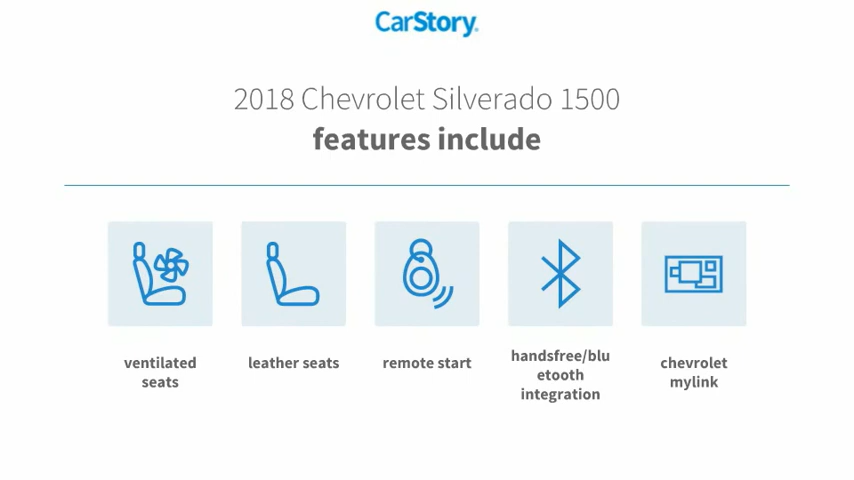 CarStory
2018 Chevrolet Silverado 1500
features include
ventilated
seats
leather seats
remote start
handsfree/blu
etooth
integration
chevrolet
mylink